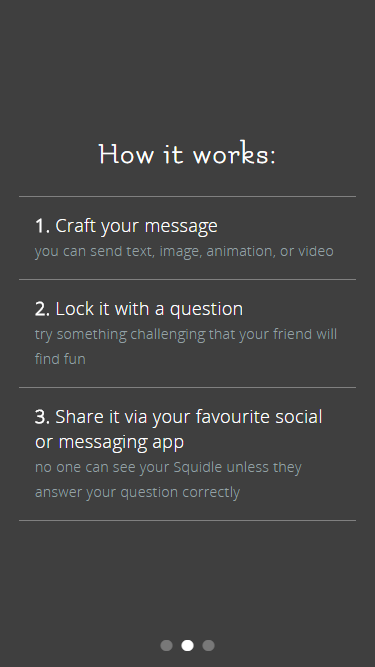 How it works:
1. Craft your message
you can send text, image, animation, or video
2. Lock it with a question
try something challenging that your friend will
find fun
3. Share it via your favourite social
or messaging app
no one can see your Squidle unless they
answer your question correctly